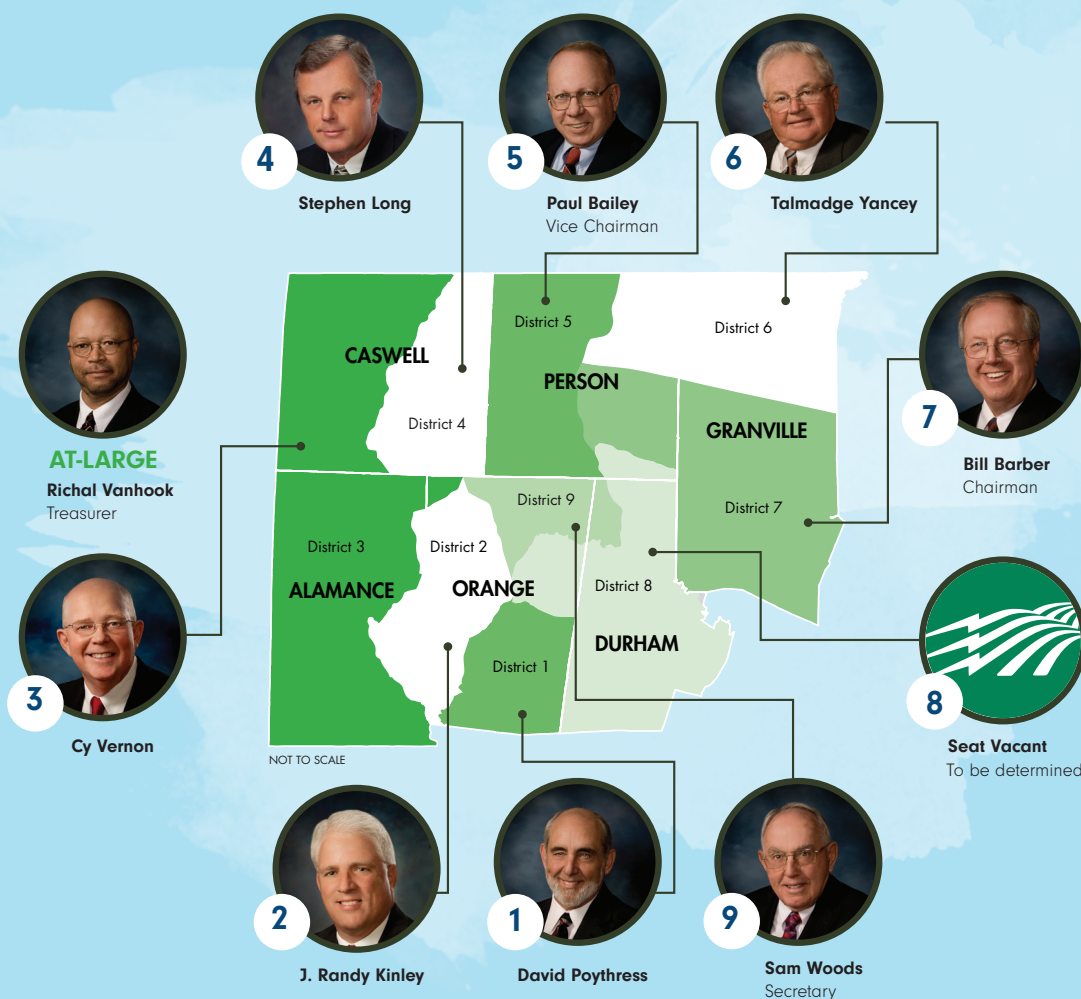 4
Stephen Long
5
Paul Bailey
Vice Chairman
6
Talmadge Yancey
AT-LARGE
Richal Vanhook
Treasurer
7
Bill Barber
Chairman
3
Cy Vernon
8
Seat Vacant
To be determined
CASWELL
District 4
District 5
PERSON
District 6
GRANVILLE
District 7
District 3
ALAMANCE
District 2
ORANGE
District 9
District 8
DURHAM
District 1
NOT TO SCALE
2
J. Randy Kinley
1
David Poythress
9
Sam Woods
Secretary